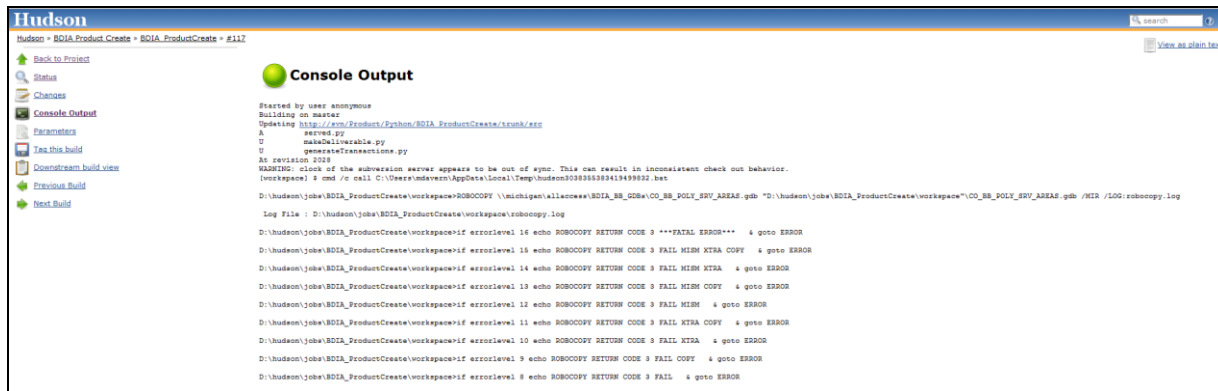 Hudson
search
Hudson » BDIA Product Create » BDIA_ProductCreate » #117
View as plain tex
Back to Project
Status
Changes
Console Output
Parameters
Tag this build
Downstream build view
Previous Build
Next Build
Console Output
Started by user anonymous
Building on master
Updating http://svn/Product/Python/BDIA_ProductCreate/trunk/src
A served.py
U makeDeliverable.py
U generateTransactions.py
At revision 2028
WARNING: clock of the subversion server appears to be out of sync. This can result in inconsistent check out behavior.
[workspace] $ cmd /c call C:\Users\mdavern\AppData\Local\Temp\hudson3038355383419499832.bat
D:\hudson\jobs\BDIA_ProductCreate\workspace>ROBOCOPY \\michigan\allaccess\BDIA_BB_GDBs\CO_BB_POLY_SRV_AREAS.gdb "D:\hudson\jobs\BDIA_ProductCreate\workspace"\CO_BB_POLY_SRV_AREAS.gdb /MIR /LOG:robocopy.log
Log File : D:\hudson\jobs\BDIA_ProductCreate\workspace\robocopy.log
D:\hudson\jobs\BDIA_ProductCreate\workspace>if errorlevel 16 echo ROBOCOPY RETURN CODE 3 ***FATAL ERROR*** & goto ERROR
D:\hudson\jobs\BDIA_ProductCreate\workspace>if errorlevel 15 echo ROBOCOPY RETURN CODE 3 FAIL MISM XTRA COPY & goto ERROR
D:\hudson\jobs\BDIA_ProductCreate\workspace>if errorlevel 14 echo ROBOCOPY RETURN CODE 3 FAIL MISM XTRA & goto ERROR
D:\hudson\jobs\BDIA_ProductCreate\workspace>if errorlevel 13 echo ROBOCOPY RETURN CODE 3 FAIL MISM COPY & goto ERROR
D:\hudson\jobs\BDIA_ProductCreate\workspace>if errorlevel 12 echo ROBOCOPY RETURN CODE 3 FAIL MISM & goto ERROR
D:\hudson\jobs\BDIA_ProductCreate\workspace>if errorlevel 11 echo ROBOCOPY RETURN CODE 3 FAIL XTRA COPY & goto ERROR
D:\hudson\jobs\BDIA_ProductCreate\workspace>if errorlevel 10 echo ROBOCOPY RETURN CODE 3 FAIL XTRA & goto ERROR
D:\hudson\jobs\BDIA_ProductCreate\workspace>if errorlevel 9 echo ROBOCOPY RETURN CODE 3 FAIL COPY & goto ERROR
D:\hudson\jobs\BDIA_ProductCreate\workspace>if errorlevel 8 echo ROBOCOPY RETURN CODE 3 FAIL & goto ERROR